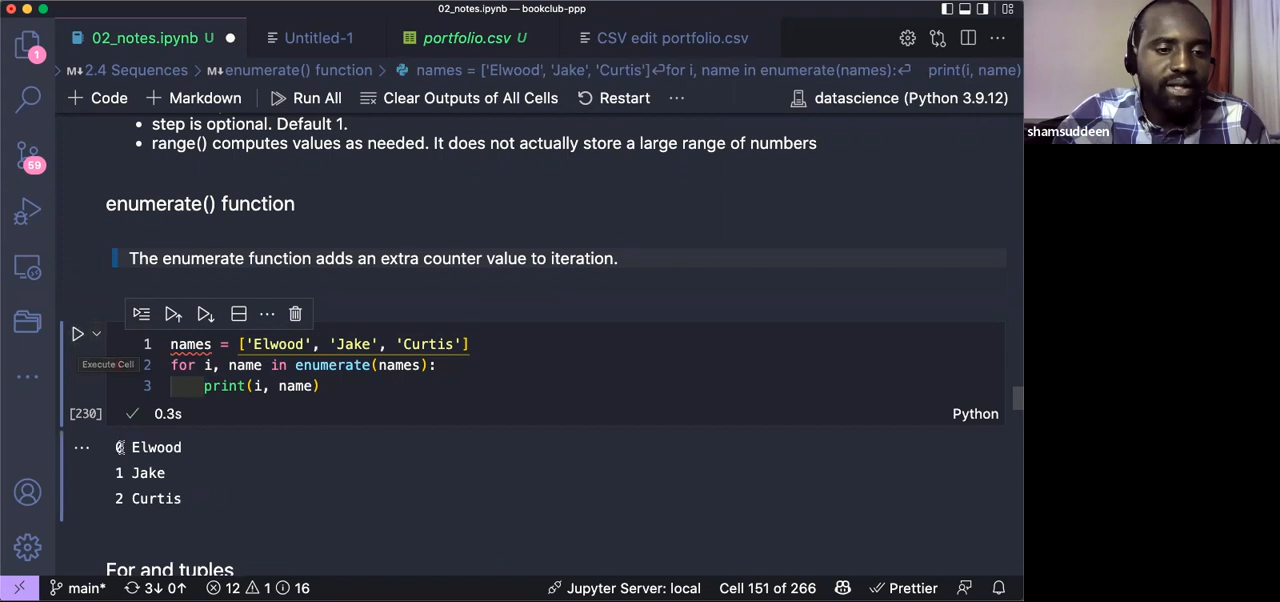 02_notes.ipynb — bookclub-ppp
02_notes.ipynb U
Untitled-1
portfolio.csv U
CSV edit portfolio.csv
M↓2.4 Sequences > M↓enumerate() function > names = ['Elwood', 'Jake', 'Curtis']↵for i, name in enumerate(names):↵ print(i, name)
+ Code + Markdown Run All Clear Outputs of All Cells Restart ... datascience (Python 3.9.12)
shamsuddeen
• step is optional. Default 1.
• range() computes values as needed. It does not actually store a large range of numbers
enumerate() function
The enumerate function adds an extra counter value to iteration.
1 names = ['Elwood', 'Jake', 'Curtis']
Execute Cell
2 for i, name in enumerate(names):
3 print(i, name)
[230] 0.3s Python
0 Elwood
1 Jake
2 Curtis
For and tuples
1
59
main* 3↓ 0↑ 12 1 16 Jupyter Server: local Cell 151 of 266 Prettier